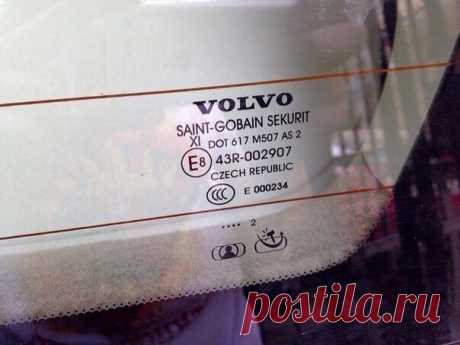 VOLVO
SAINT-GOBAIN SEKURIT
XI DOT 617 M507 AS 2
E8 43R-002907
CZECH REPUBLIC
CCC E 000234
.... 2
postila.ru